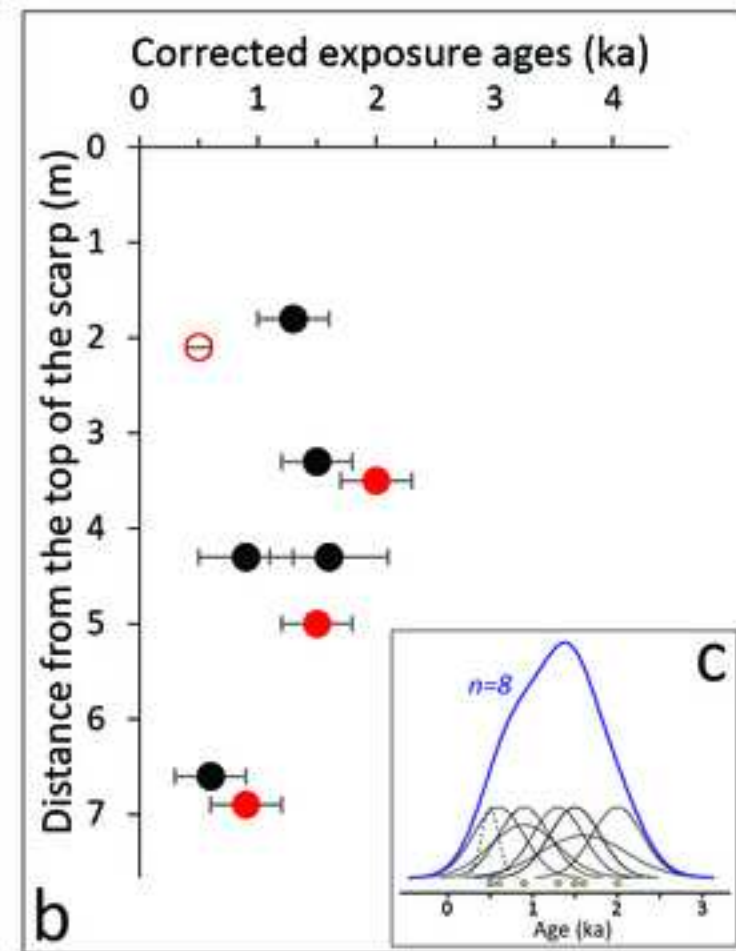 Corrected exposure ages (ka)
0 1 2 3 4
Distance from the top of the scarp (m)
0
1
2
3
4
5
6
7
b
c
n=8
0 1 2 3
Age (ka)